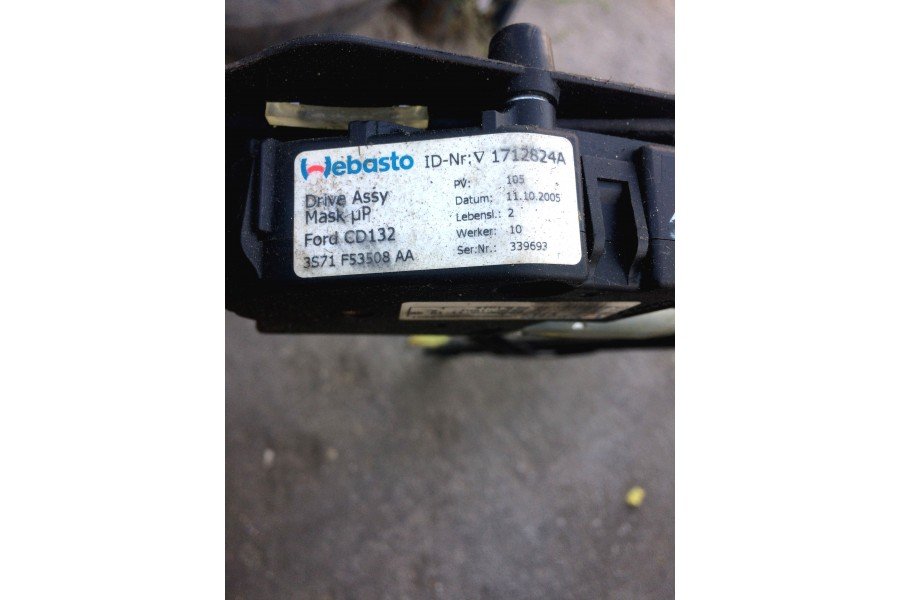 Webasto ID-Nr: V 1712824A
Drive Assy
Mask µP
Ford CD132
3S71 F53508 AA
PV: 105
Datum: 11.10.2005
Lebensl.: 2
Werker: 10
Ser.Nr.: 339693